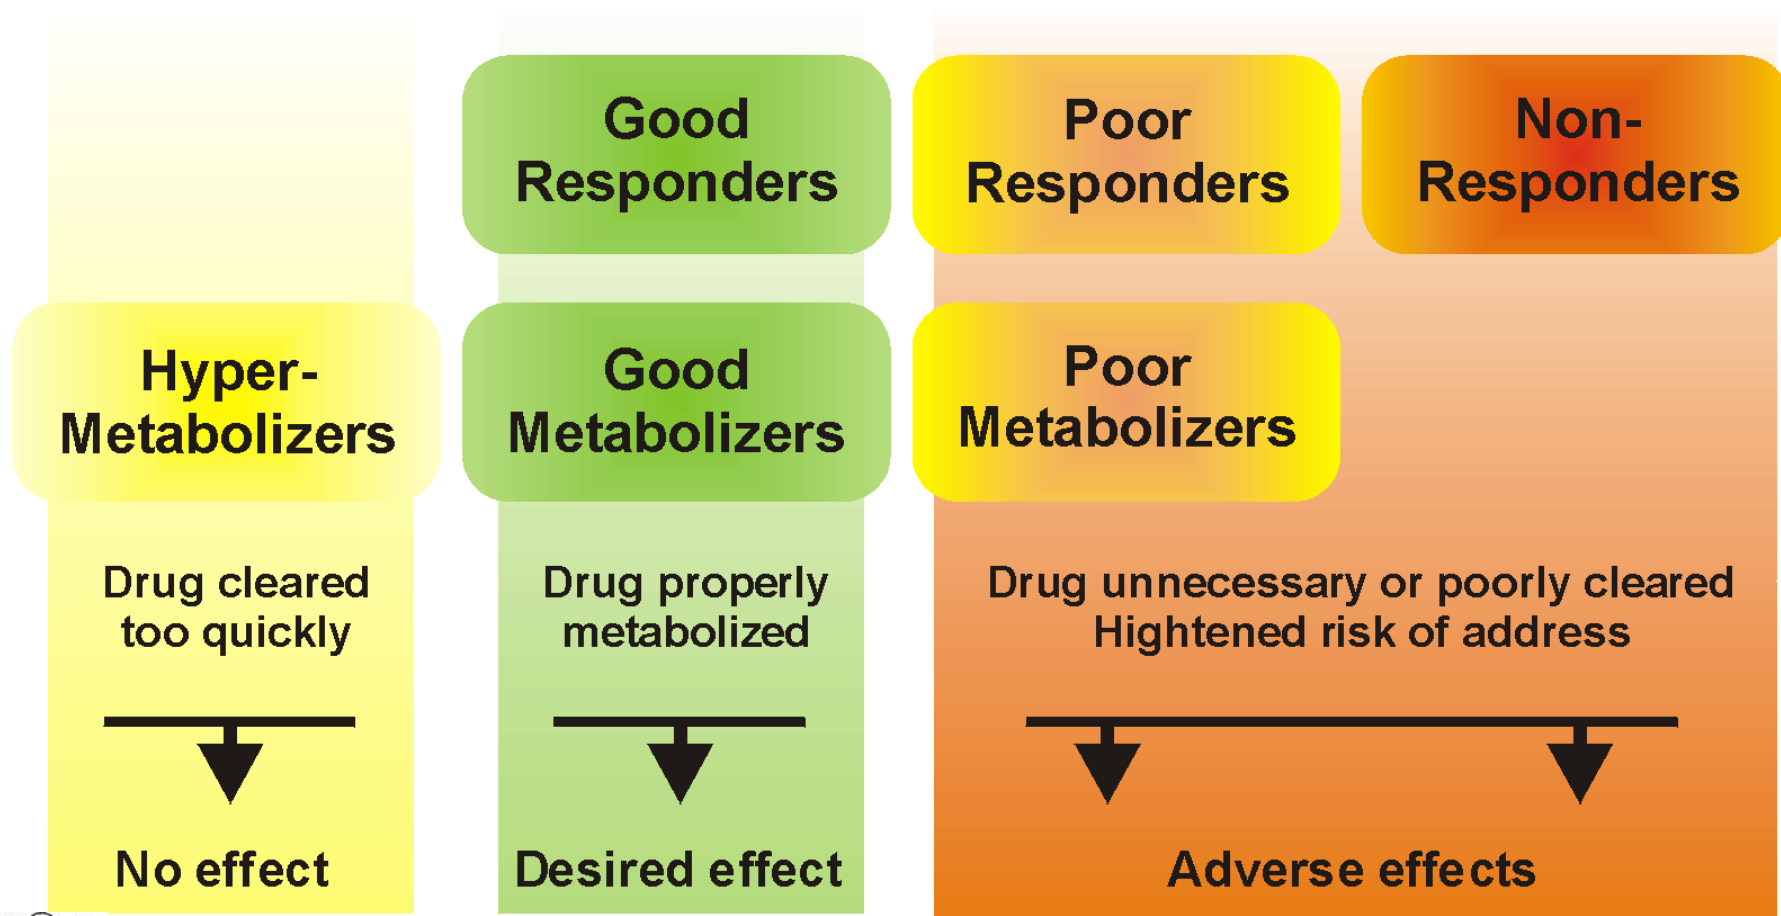 Good
Responders
Poor
Responders
Non-
Responders
Hyper-
Metabolizers
Good
Metabolizers
Poor
Metabolizers
Drug cleared
too quickly
Drug properly
metabolized
Drug unnecessary or poorly cleared
Hightened risk of address
No effect
Desired effect
Adverse effects